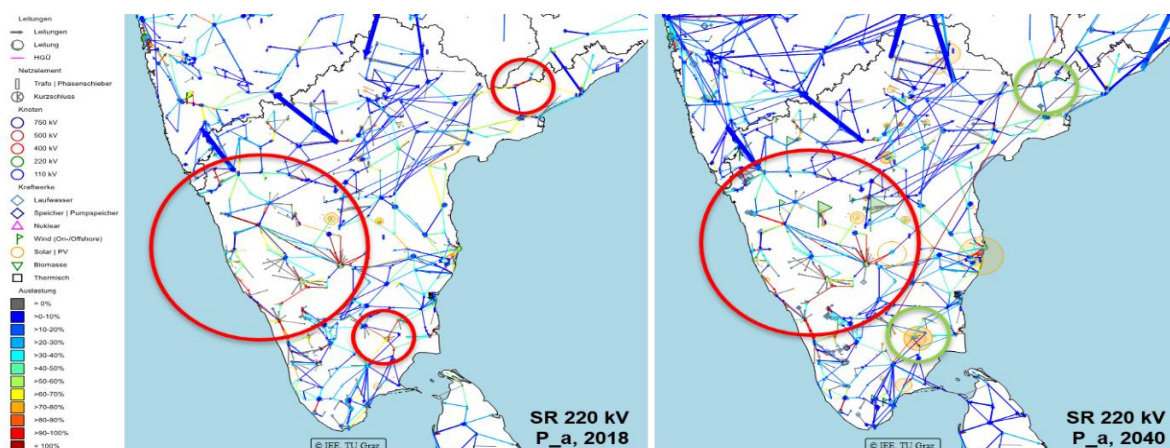 Leitungen
Leitungen
Leitung
HGÜ
Netzelement
Trafo | Phasenschieber
Kurzschluss
Knoten
750 kV
500 kV
400 kV
220 kV
110 kV
Kraftwerke
Laufwasser
Speicher | Pumpspeicher
Nuklear
Wind (On-/Offshore)
Solar | PV
Biomasse
Thermisch
Auslastung
= 0%
>0-10%
>10-20%
>20-30%
>30-40%
>40-50%
>50-60%
>60-70%
>70-80%
>80-90%
>90-100%
= 100%
SR 220 kV
P_a, 2018
© IEE, TU Graz
SR 220 kV
P_a, 2040
© IEE, TU Graz